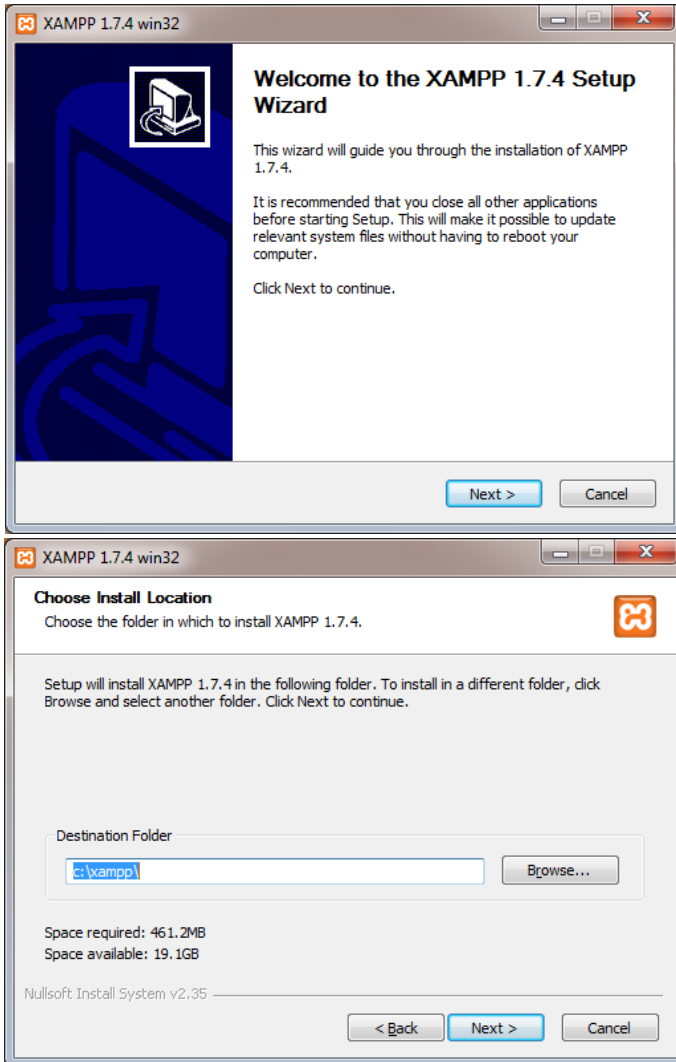 XAMPP 1.7.4 win32
Welcome to the XAMPP 1.7.4 Setup
Wizard
This wizard will guide you through the installation of XAMPP
1.7.4.
It is recommended that you close all other applications
before starting Setup. This will make it possible to update
relevant system files without having to reboot your
computer.
Click Next to continue.
Next >
Cancel
XAMPP 1.7.4 win32
Choose Install Location
Choose the folder in which to install XAMPP 1.7.4.
Setup will install XAMPP 1.7.4 in the following folder. To install in a different folder, click
Browse and select another folder. Click Next to continue.
Destination Folder
c:\xampp\
Browse...
Space required: 461.2MB
Space available: 19.1GB
Nullsoft Install System v2.35
< Back
Next >
Cancel